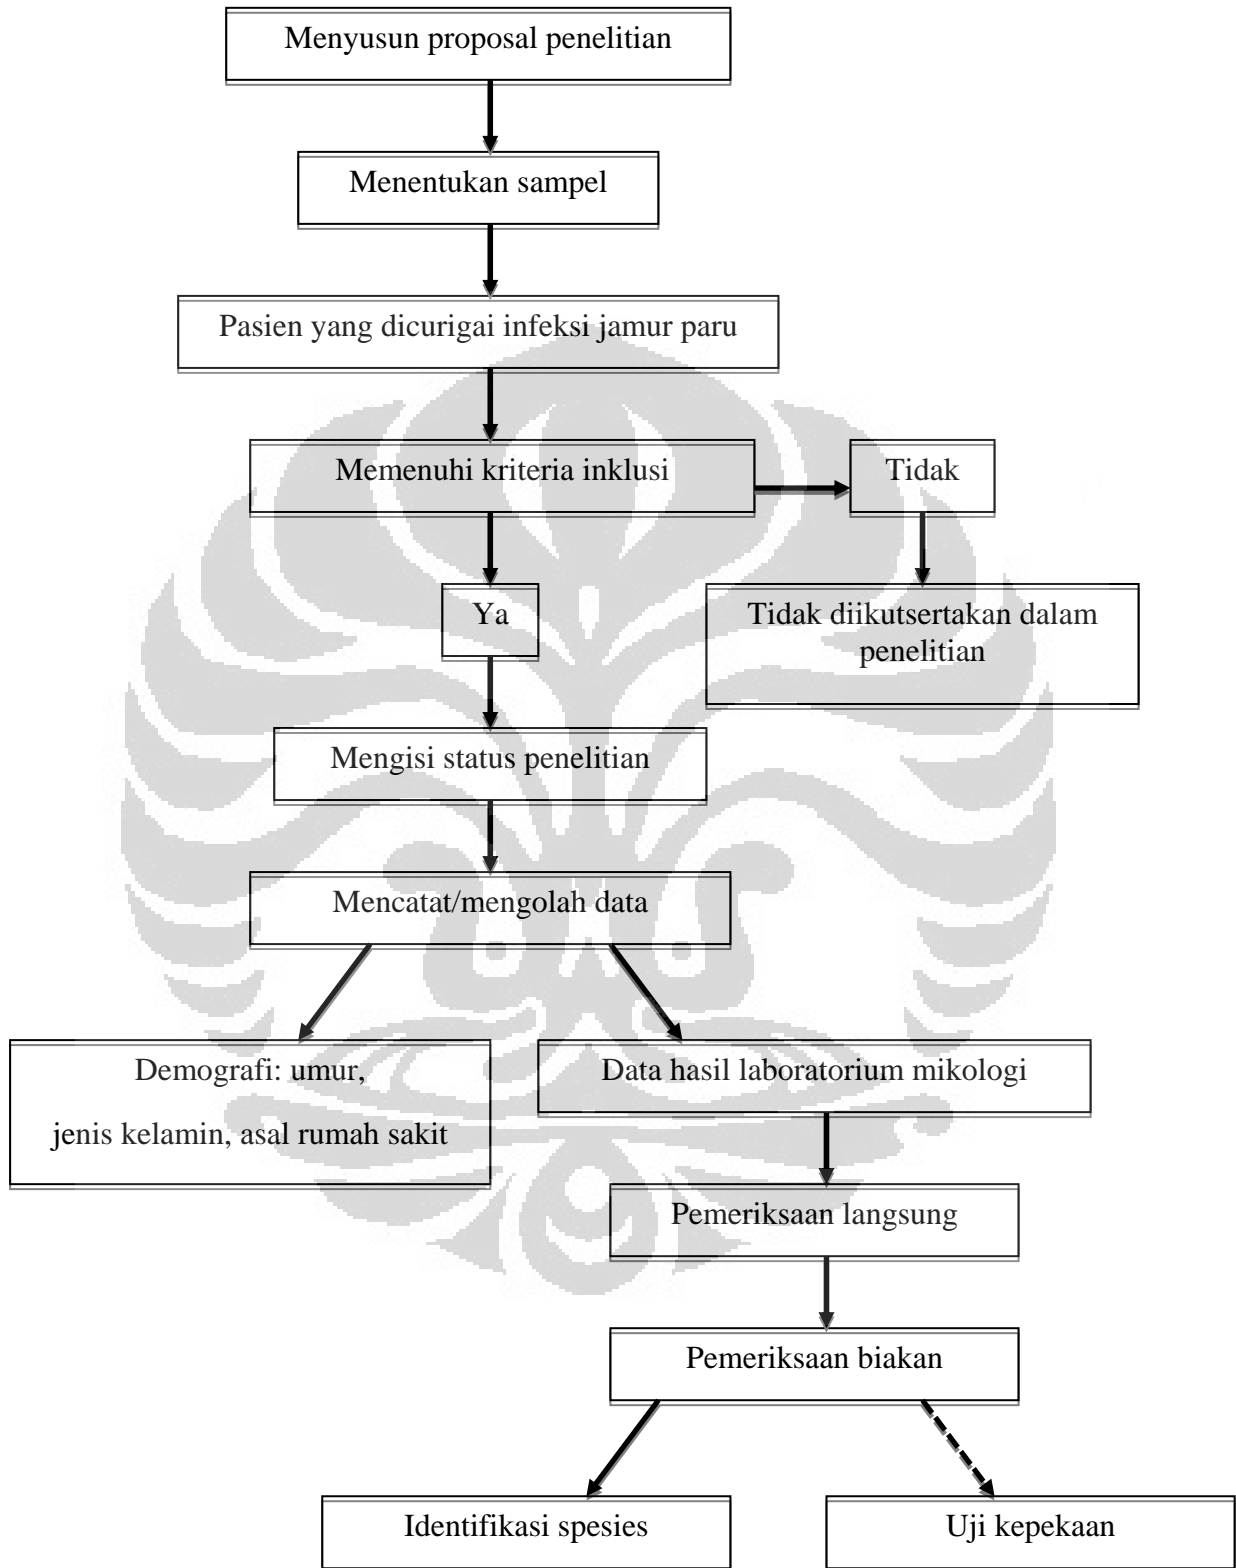 Menyusun proposal penelitian
Menentukan sampel
Pasien yang dicurigai infeksi jamur paru
Memenuhi kriteria inklusi
Tidak
Ya
Tidak diikutsertakan dalam
penelitian
Mengisi status penelitian
Mencatat/mengolah data
Demografi: umur,
jenis kelamin, asal rumah sakit
Data hasil laboratorium mikologi
Pemeriksaan langsung
Pemeriksaan biakan
Identifikasi spesies
Uji kepekaan